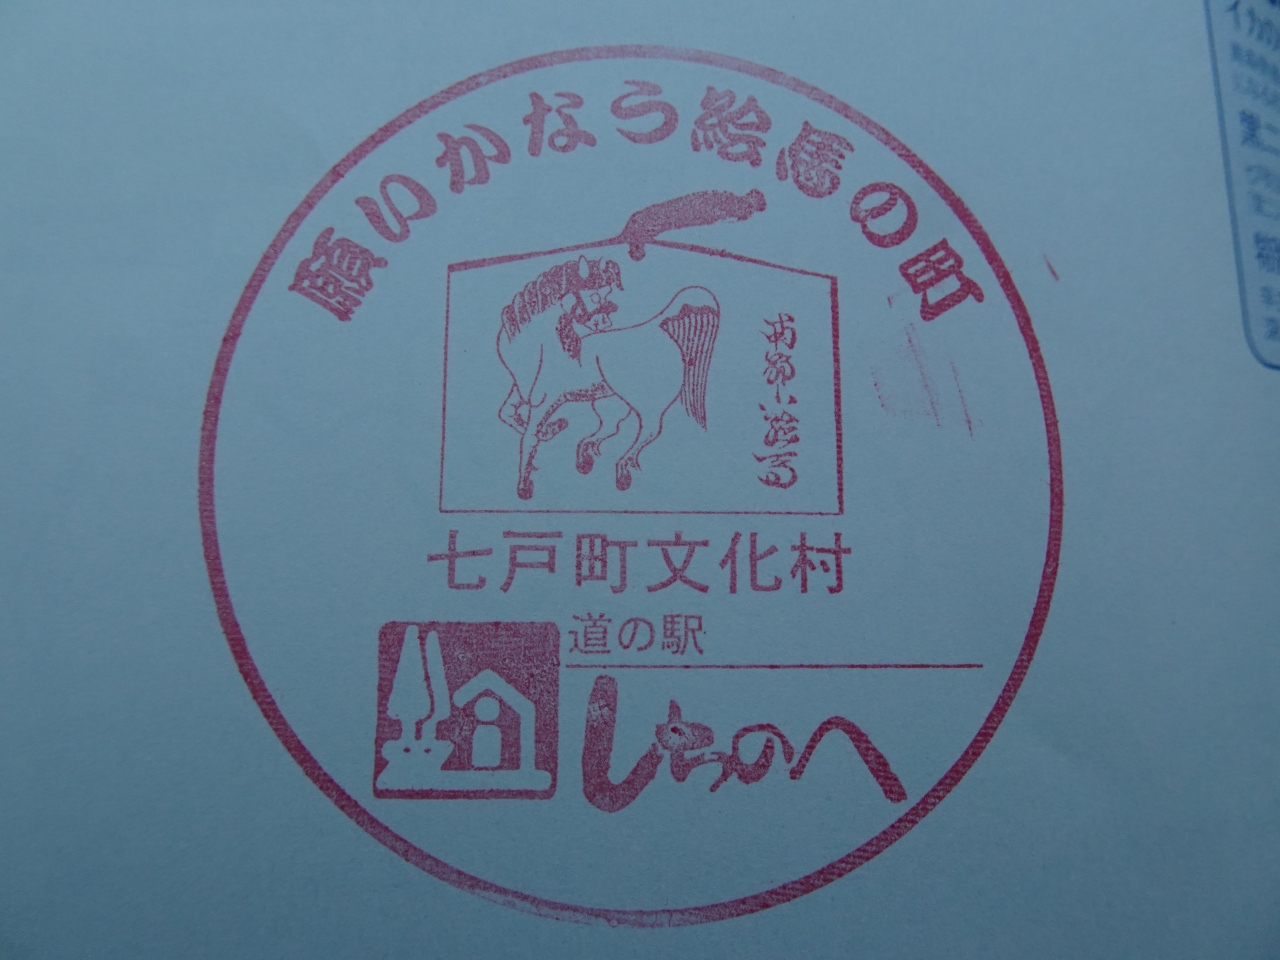 願いかなう絵馬の町
七戸町文化村
道の駅
しちのへ